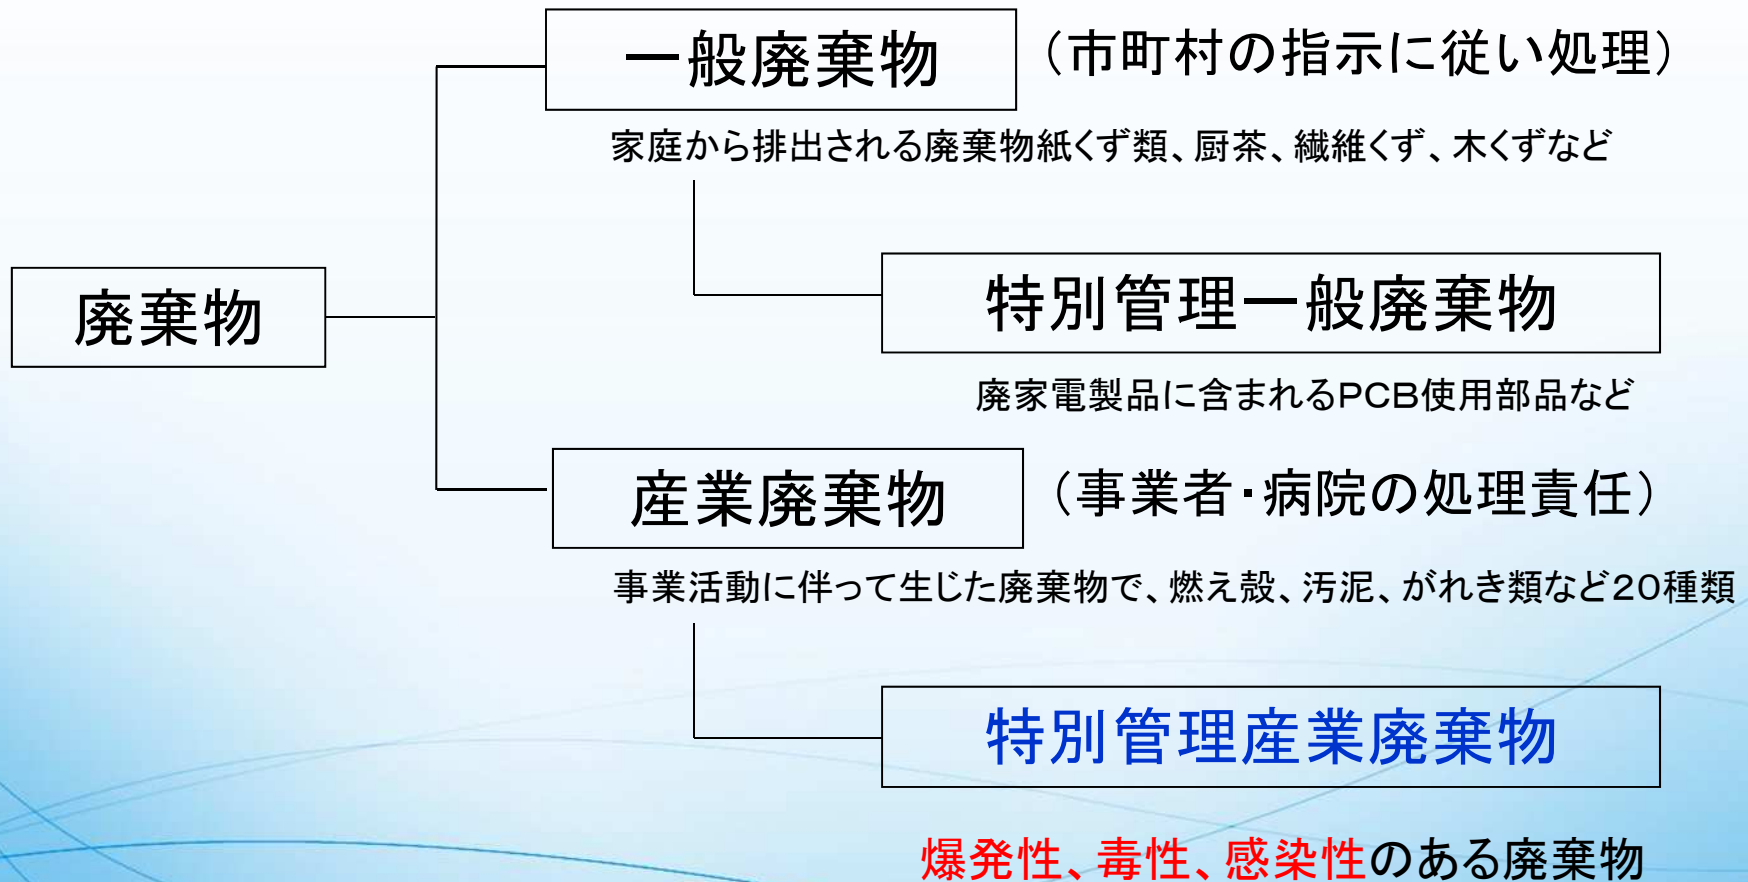 一般廃棄物
（市町村の指示に従い処理）
家庭から排出される廃棄物紙くず類、厨茶、繊維くず、木くずなど
廃棄物
特別管理一般廃棄物
廃家電製品に含まれるPCB使用部品など
産業廃棄物
（事業者・病院の処理責任）
事業活動に伴って生じた廃棄物で、燃え殻、汚泥、がれき類など20種類
特別管理産業廃棄物
爆発性、毒性、感染性のある廃棄物